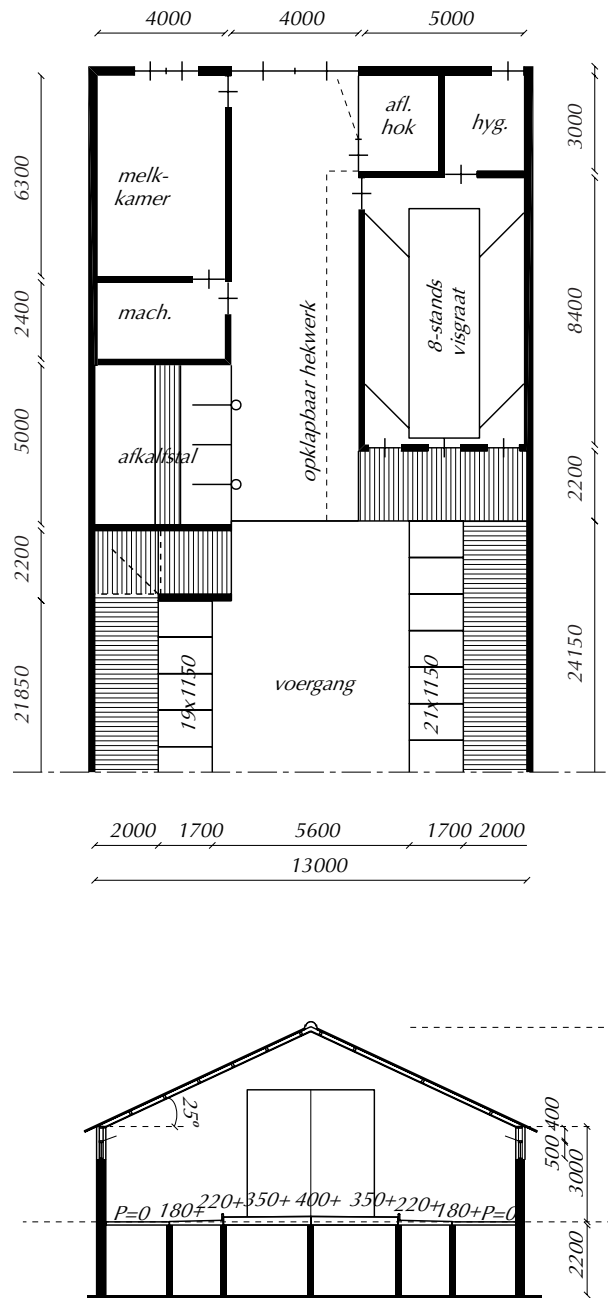 4000 4000 5000
afl.
hok
hyg.
3000
6300
melk-
kamer
8400
8-stands
visgraat
opklapbaar hekwerk
2400
mach.
5000
afkalfstal
2200
2200
21850
19x1150
voergang
21x1150
24150
2000 1700 5600 1700 2000
13000
25°
400
500
3000
P=0 180+ 220+ 350+ 400+ 350+ 220+ 180+ P=0
2200